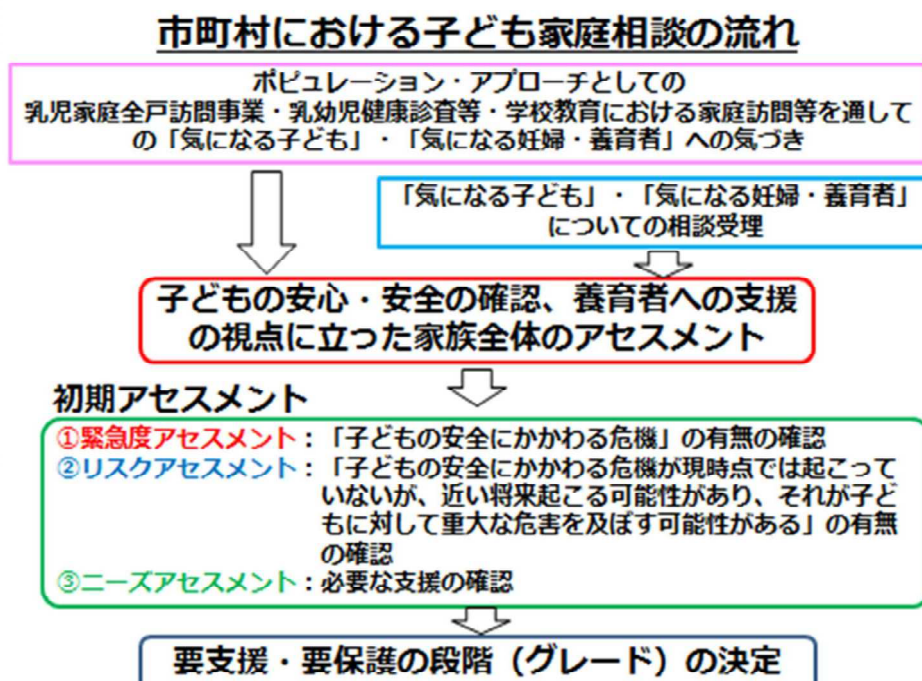 市町村における子ども家庭相談の流れ
ポピュレーション・アプローチとしての
乳児家庭全戸訪問事業・乳幼児健康診査等・学校教育における家庭訪問等を通して
の「気になる子ども」・「気になる妊婦・養育者」への気づき
「気になる子ども」・「気になる妊婦・養育者」
についての相談受理
子どもの安心・安全の確認、養育者への支援
の視点に立った家族全体のアセスメント
初期アセスメント
①緊急度アセスメント：「子どもの安全にかかわる危機」の有無の確認
②リスクアセスメント：「子どもの安全にかかわる危機が現時点では起こって
いないが、近い将来起こる可能性があり、それが子ど
もに対して重大な危害を及ぼす可能性がある」の有無
の確認
③ニーズアセスメント：必要な支援の確認
要支援・要保護の段階（グレード）の決定